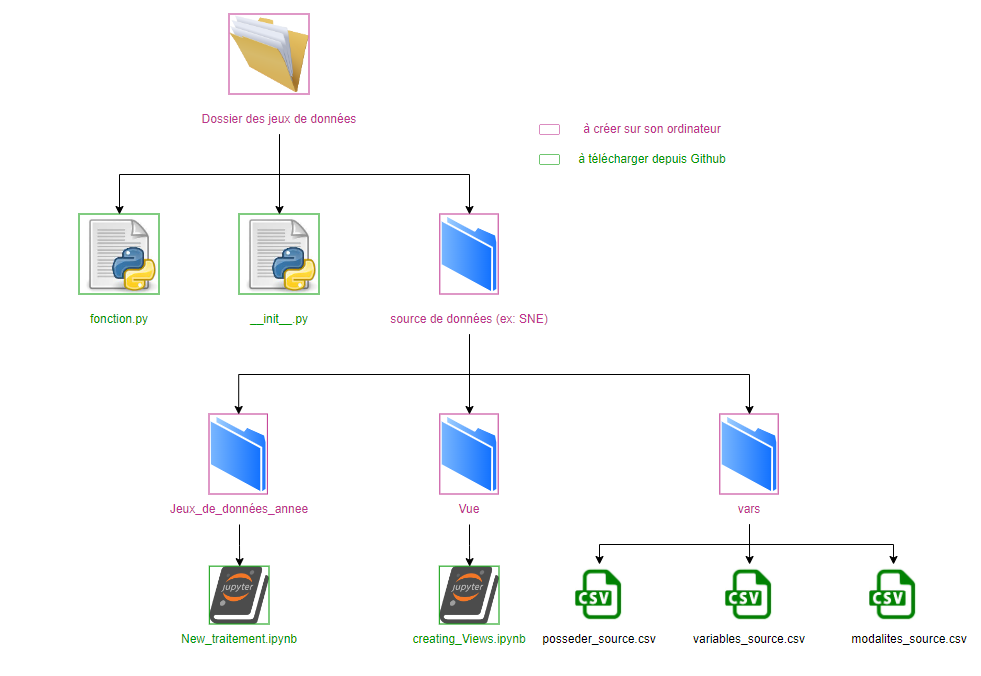 Dossier des jeux de données
à créer sur son ordinateur
à télécharger depuis Github
fonction.py
__init__.py
source de données (ex: SNE)
Jeux_de_données_annee
Vue
vars
jupyter
jupyter
CSV
CSV
CSV
New_traitement.ipynb
creating_Views.ipynb
posseder_source.csv
variables_source.csv
modalites_source.csv